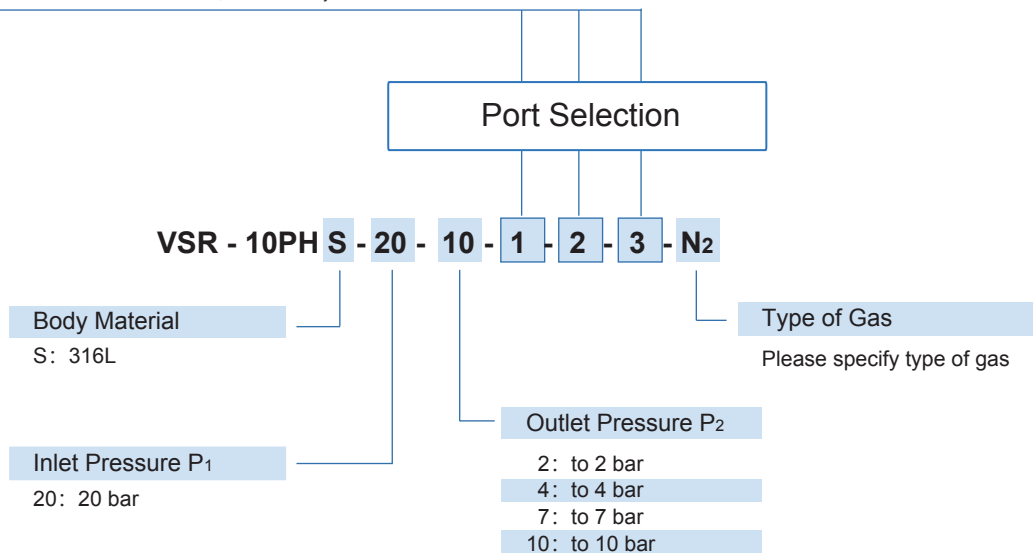 Port Selection
VSR - 10PH S - 20 - 10 - 1 - 2 - 3 - N2
Body Material
S: 316L
Type of Gas
Please specify type of gas
Outlet Pressure P2
2: to 2 bar
4: to 4 bar
7: to 7 bar
10: to 10 bar
Inlet Pressure P1
20: 20 bar